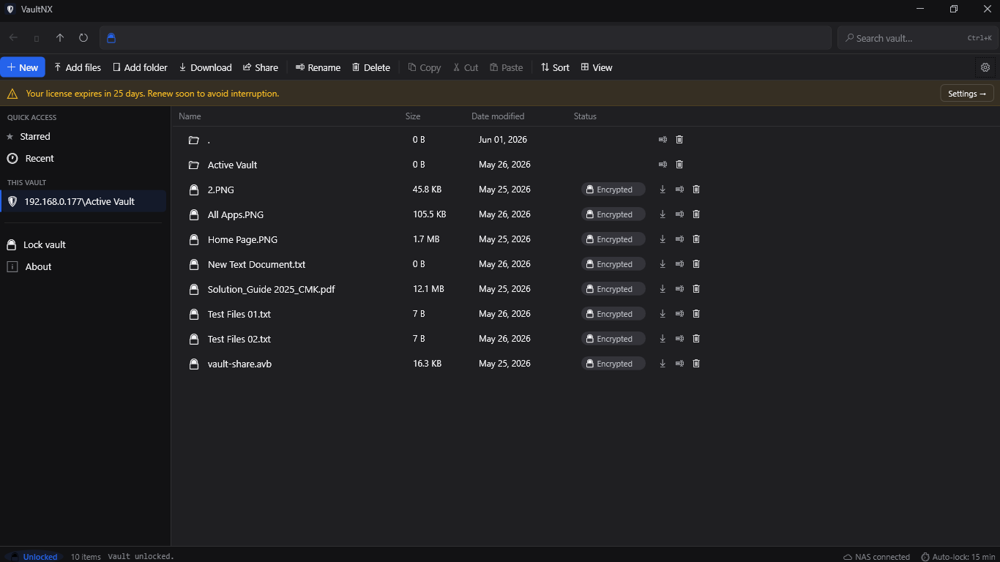 VaultNX
Search vault... Ctrl+K
New Add files Add folder Download Share Rename Delete Copy Cut Paste Sort View
Your license expires in 25 days. Renew soon to avoid interruption. Settings →
QUICK ACCESS
Starred
Recent
THIS VAULT
192.168.0.177\Active Vault
Lock vault
About
Name Size Date modified Status
. 0 B Jun 01, 2026
Active Vault 0 B May 26, 2026
2.PNG 45.8 KB May 25, 2026 Encrypted
All Apps.PNG 105.5 KB May 26, 2026 Encrypted
Home Page.PNG 1.7 MB May 25, 2026 Encrypted
New Text Document.txt 0 B May 26, 2026 Encrypted
Solution_Guide 2025_CMK.pdf 12.1 MB May 25, 2026 Encrypted
Test Files 01.txt 7 B May 26, 2026 Encrypted
Test Files 02.txt 7 B May 26, 2026 Encrypted
vault-share.avb 16.3 KB May 25, 2026 Encrypted
Unlocked 10 items Vault unlocked. NAS connected Auto-lock: 15 min